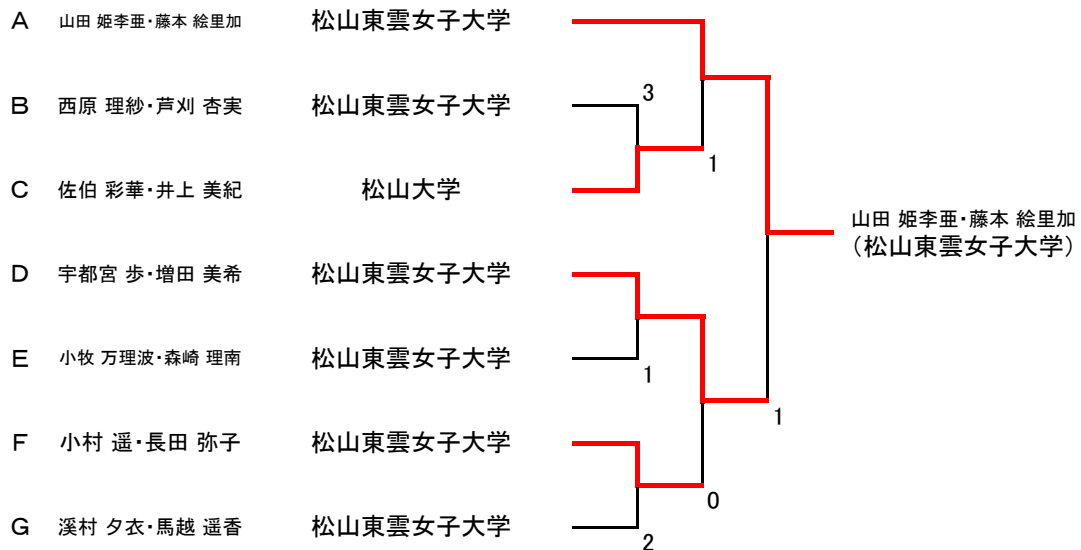 A 山田 姫李亜・藤本 絵里加 松山東雲女子大学
3
B 西原 理紗・芦刈 杏実 松山東雲女子大学
1
C 佐伯 彩華・井上 美紀 松山大学
山田 姫李亜・藤本 絵里加
(松山東雲女子大学)
D 宇都宮 歩・増田 美希 松山東雲女子大学
E 小牧 万理波・森崎 理南 松山東雲女子大学
1
1
F 小村 遥・長田 弥子 松山東雲女子大学
0
G 溪村 夕衣・馬越 遥香 松山東雲女子大学
2